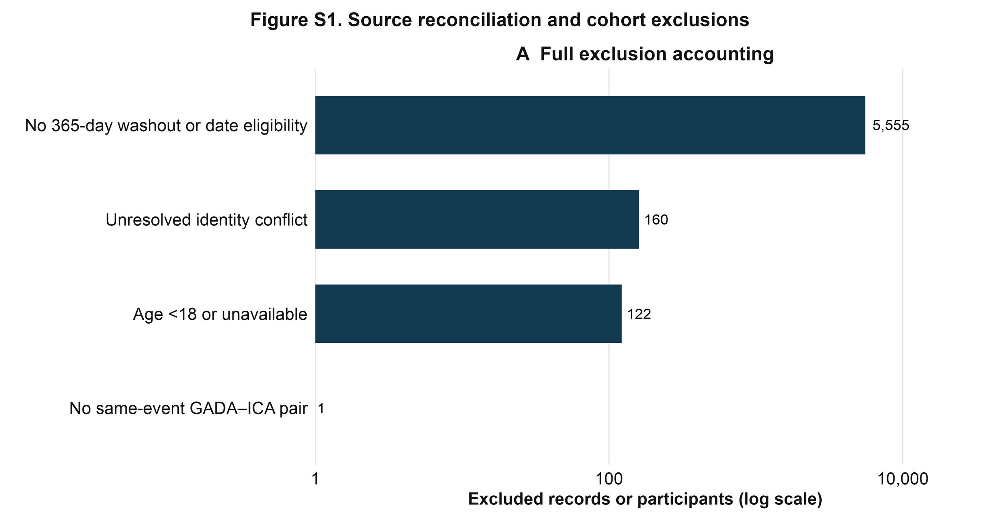 Figure S1. Source reconciliation and cohort exclusions
A Full exclusion accounting
No 365-day washout or date eligibility 5,555
Unresolved identity conflict 160
Age <18 or unavailable 122
No same-event GADA–ICA pair 1
1 100 10,000
Excluded records or participants (log scale)